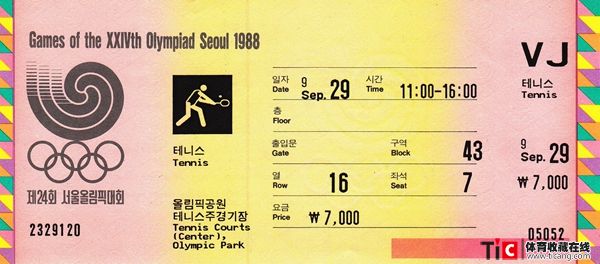 Games of the XXIVth Olympiad Seoul 1988
제24회 서울올림픽대회
2329120
테니스
Tennis
올림픽공원
테니스주경기장
Tennis Courts
(Center),
Olympic Park
일자 9 시간
Date Sep. 29 Time 11:00-16:00
층
Floor
출입문 구역
Gate Block 43
열 좌석
Row 16 Seat 7
요금
Price ₩ 7,000
VJ
테니스
Tennis
9
Sep. 29
₩ 7,000
05052
TiC 体育收藏在线
www.ticang.com